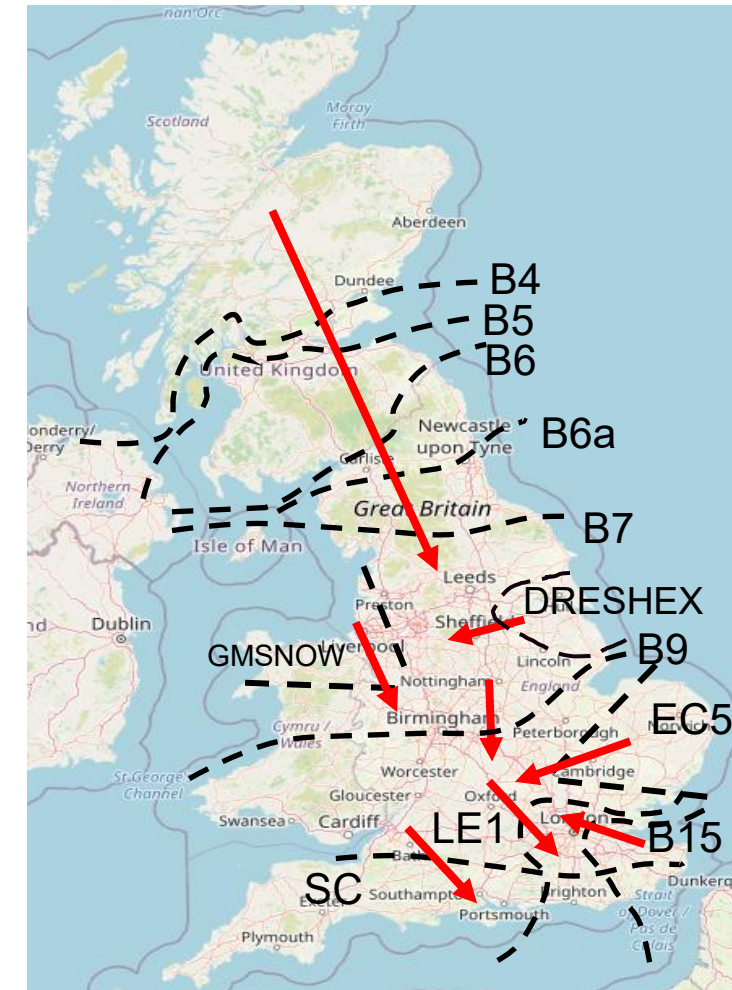 nan Orc
Moray
Firth
Scotland
Aberdeen
Dundee
B4
B5
United Kingdom
B6
onderry/
Derry
Newcastle
upon Tyne
B6a
Carlisle
Northern
Ireland
Great Britain
B7
Isle of Man
Leeds
Preston
DRESHEX
nd
Dublin
Sheffield
Liverpool
GMSNOW
Lincoln
B9
Nottingham
England
Birmingham
Norwich
EC5
Cymru /
Wales
Peterborough
St George's
Channel
Worcester
Cambridge
Gloucester
Oxford
Swansea
Cardiff
LE1
London
B15
Bath
SC
Exeter
Southampton
Brighton
Dunkerq
Portsmouth
Strait
of Dover /
Pas de
Calais
Plymouth